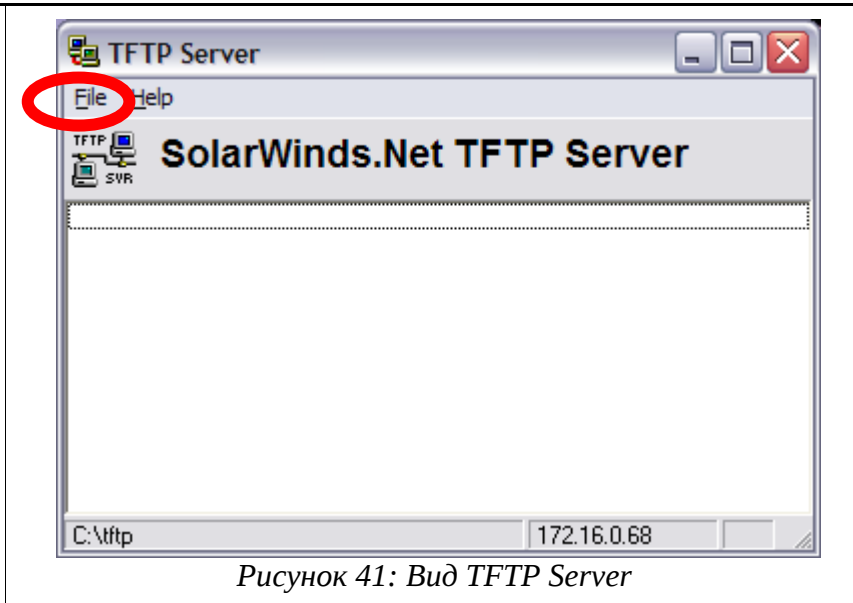 TFTP Server
File Help
TFTP
SVR
SolarWinds.Net TFTP Server
C:\tftp
172.16.0.68
Рисунок 41: Вид TFTP Server